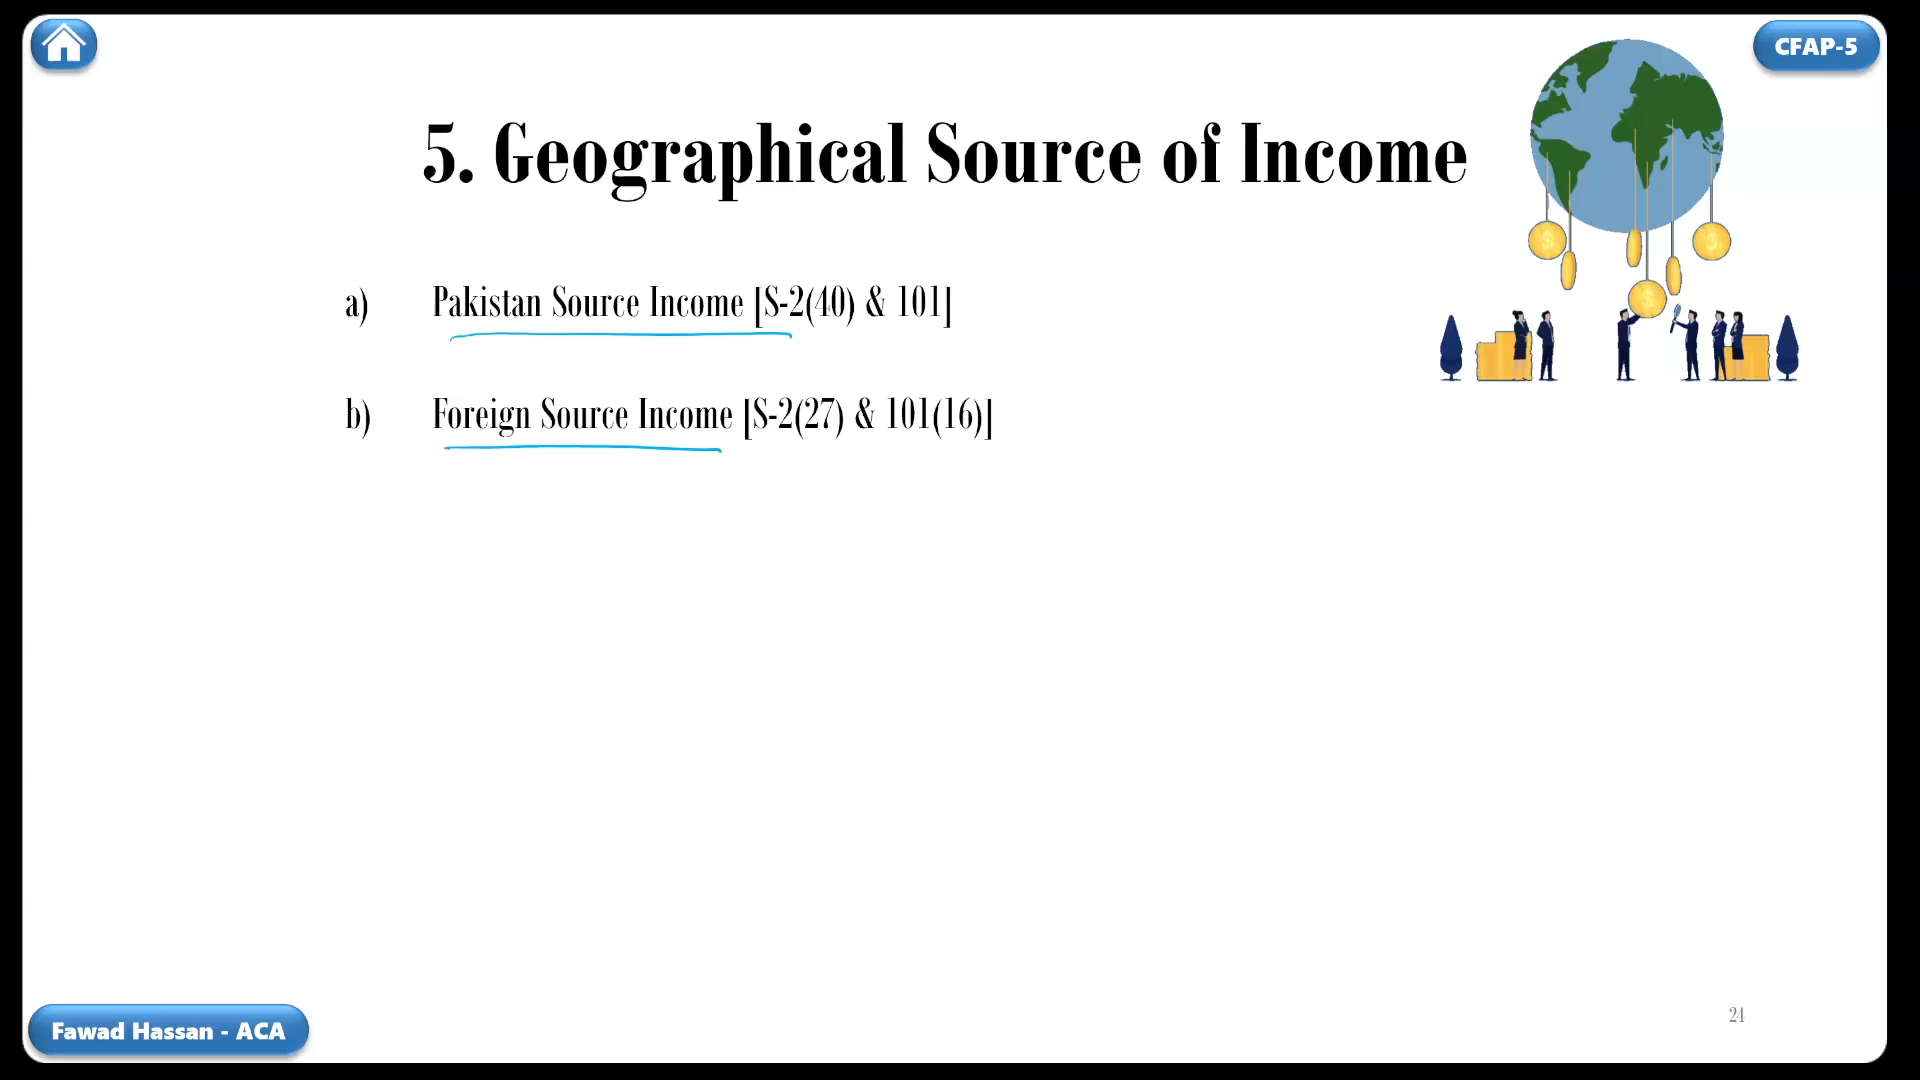 CFAP-5
5. Geographical Source of Income
a) Pakistan Source Income [S-2(40) & 101]
b) Foreign Source Income [S-2(27) & 101(16)]
Fawad Hassan - ACA
24